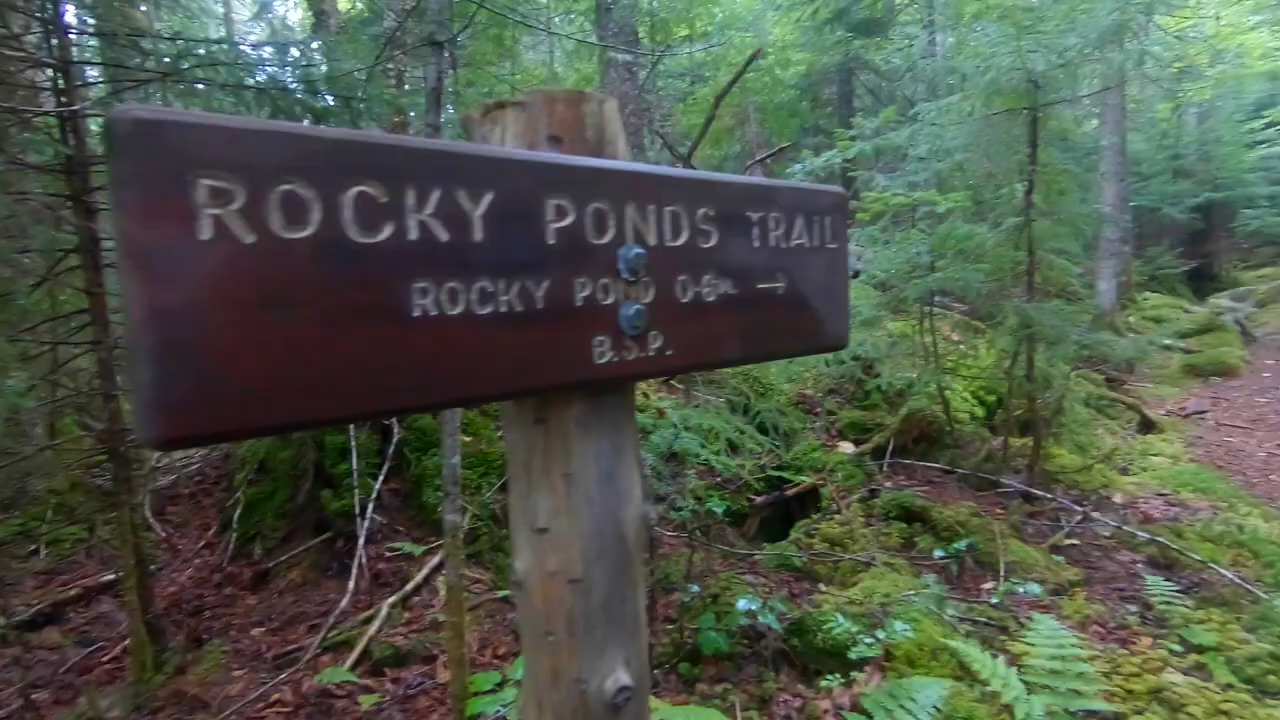 ROCKY PONDS TRAIL
ROCKY POND 0.6m →
B.S.P.